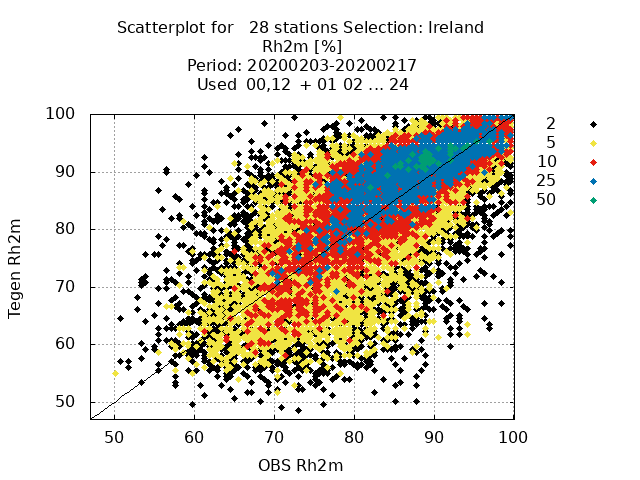 Scatterplot for   28 stations Selection: Ireland
Rh2m [%]
Period: 20200203-20200217
Used  00,12  + 01 02 ... 24
Tegen Rh2m
100
90
80
70
60
50
50 60 70 80 90 100
OBS Rh2m
2
5
10
25
50